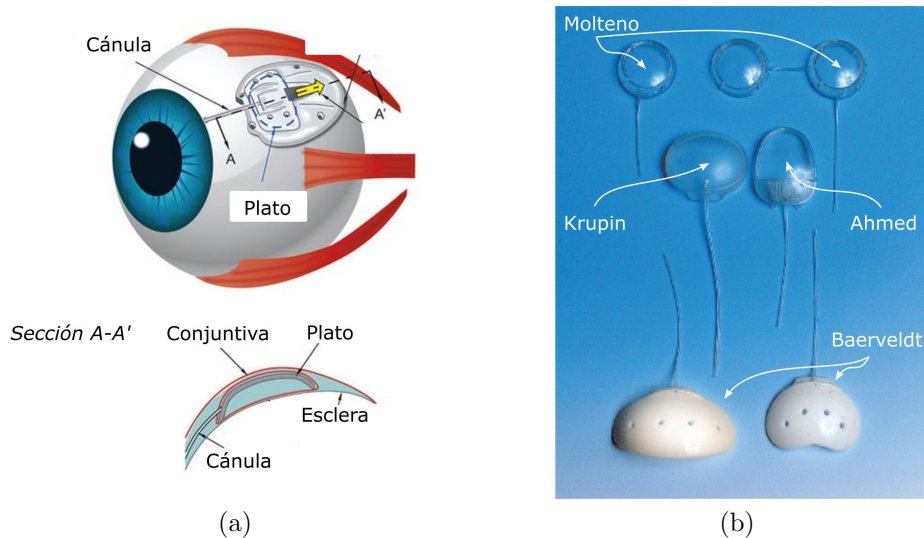 Cánula
A'
A
Plato
Sección A-A'
Conjuntiva
Plato
Esclera
Cánula
(a)
Molteno
Krupin
Ahmed
Baerveldt
(b)